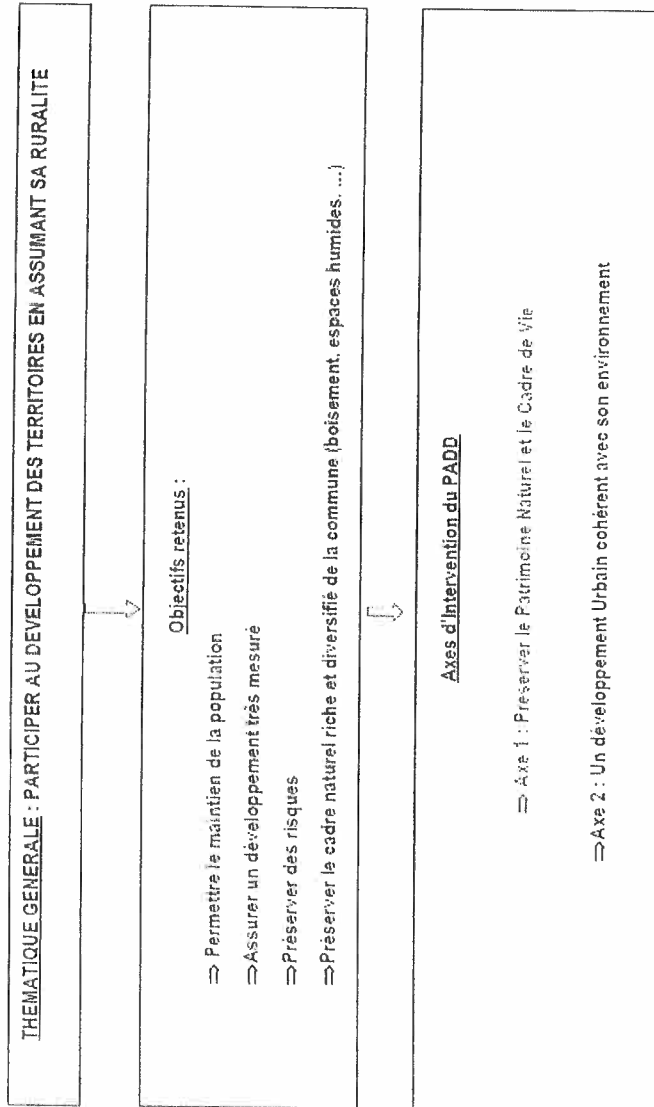 THEMATIQUE GENERALE : PARTICIPER AU DEVELOPPEMENT DES TERRITOIRES EN ASSUMANT SA RURALITE
Objectifs retenus :
⇒ Permettre le maintien de la population
⇒Assurer un développement très mesuré
⇒Préserver des risques
⇒Préserver le cadre naturel riche et diversifié de la commune (boisement, espaces humides, ...)
Axes d'Intervention du PADD
⇒ Axe 1 : Préserver le Patrimoine Naturel et le Cadre de Vie
⇒Axe 2 : Un développement Urbain cohérent avec son environnement